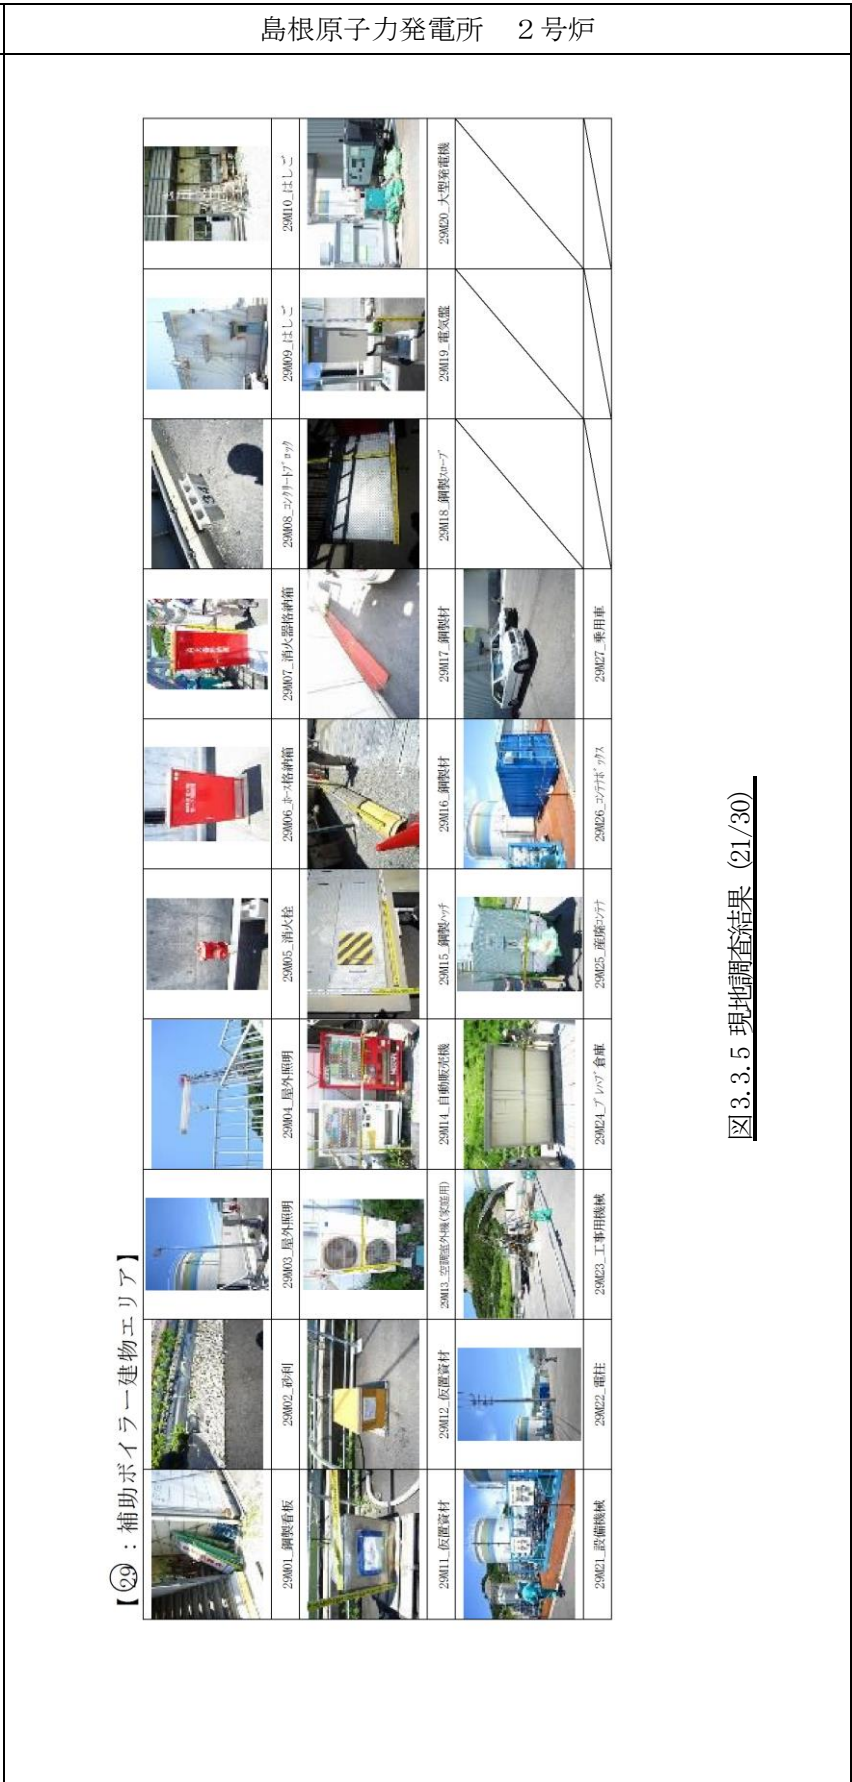 島根原子力発電所　２号炉
【㉙：補助ボイラー建物エリア】
29M01_鋼製看板
29M02_砂利
29M03_屋外照明
29M04_屋外照明
29M05_消火栓
29M06_ﾎｰｽ格納箱
29M07_消火器格納箱
29M08_ｺﾝｸﾘｰﾄﾌﾞﾛｯｸ
29M09_はしご
29M10_はしご
29M11_仮置資材
29M12_仮置資材
29M13_空調室外機(家庭用)
29M14_自動販売機
29M15_鋼製ﾊｯﾁ
29M16_鋼製材
29M17_鋼製材
29M18_鋼製ｽﾛｰﾌﾟ
29M19_電気盤
29M20_大型発電機
29M21_設備機械
29M22_電柱
29M23_工事用機械
29M24_ﾌﾟﾚﾊﾌﾞ倉庫
29M25_産廃ｺﾝﾃﾅ
29M26_ｺﾝﾃﾅﾎﾞｯｸｽ
29M27_乗用車
図 3.3.5 現地調査結果 (21/30)